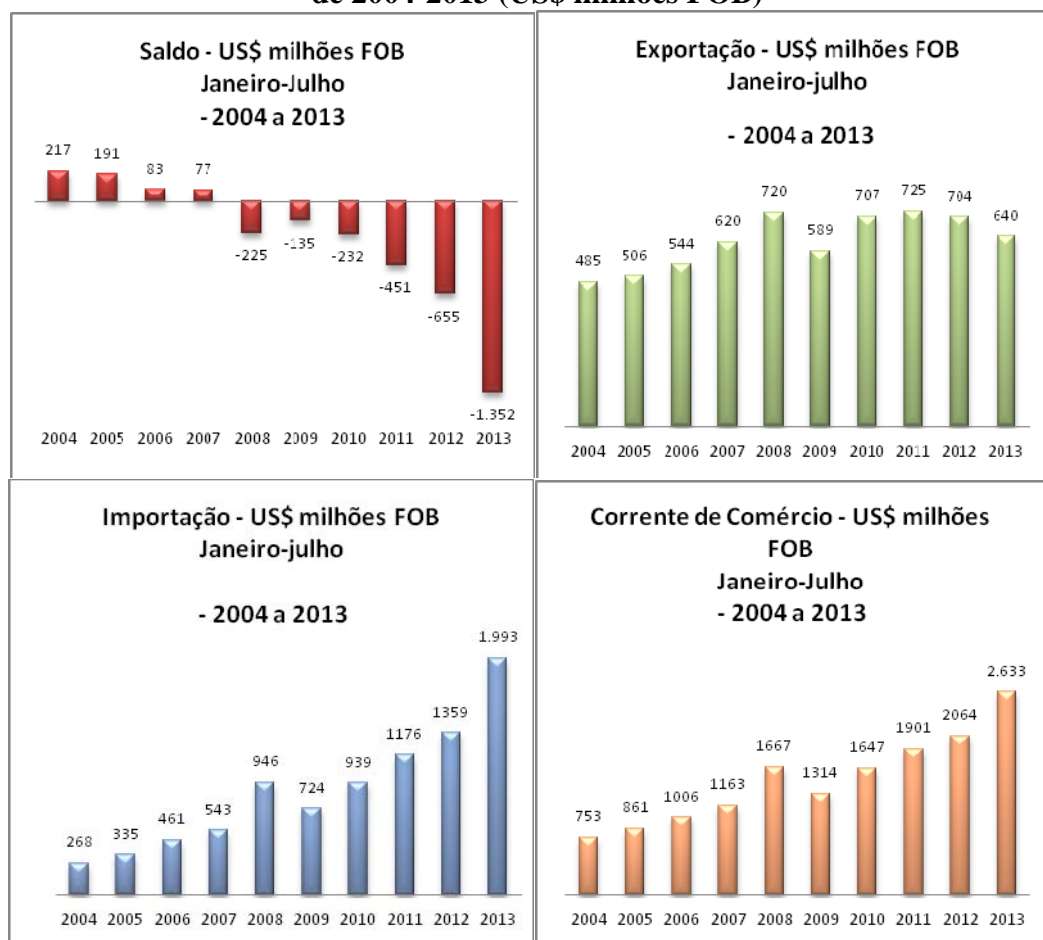 de 2004-2013 (US$ milhões FOB)
Saldo - US$ milhões FOB
Janeiro-Julho
- 2004 a 2013
217 191 83 77 -225 -135 -232 -451 -655 -1.352
2004 2005 2006 2007 2008 2009 2010 2011 2012 2013
Exportação - US$ milhões FOB
Janeiro-julho
- 2004 a 2013
485 506 544 620 720 589 707 725 704 640
2004 2005 2006 2007 2008 2009 2010 2011 2012 2013
Importação - US$ milhões FOB
Janeiro-julho
- 2004 a 2013
268 335 461 543 946 724 939 1176 1359 1.993
2004 2005 2006 2007 2008 2009 2010 2011 2012 2013
Corrente de Comércio - US$ milhões
FOB
Janeiro-Julho
- 2004 a 2013
753 861 1006 1163 1667 1314 1647 1901 2064 2.633
2004 2005 2006 2007 2008 2009 2010 2011 2012 2013